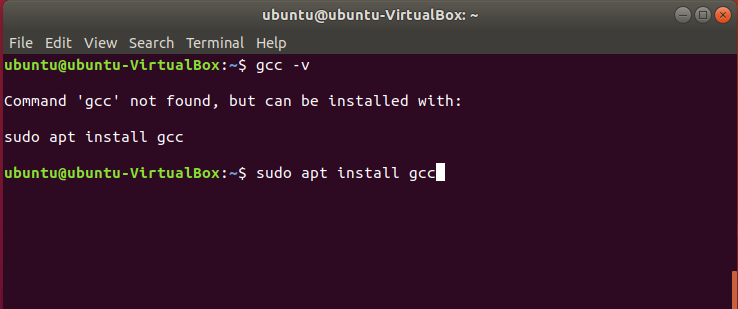 ubuntu@ubuntu-VirtualBox: ~
File Edit View Search Terminal Help
ubuntu@ubuntu-VirtualBox:~$ gcc -v
Command 'gcc' not found, but can be installed with:
sudo apt install gcc
ubuntu@ubuntu-VirtualBox:~$ sudo apt install gcc